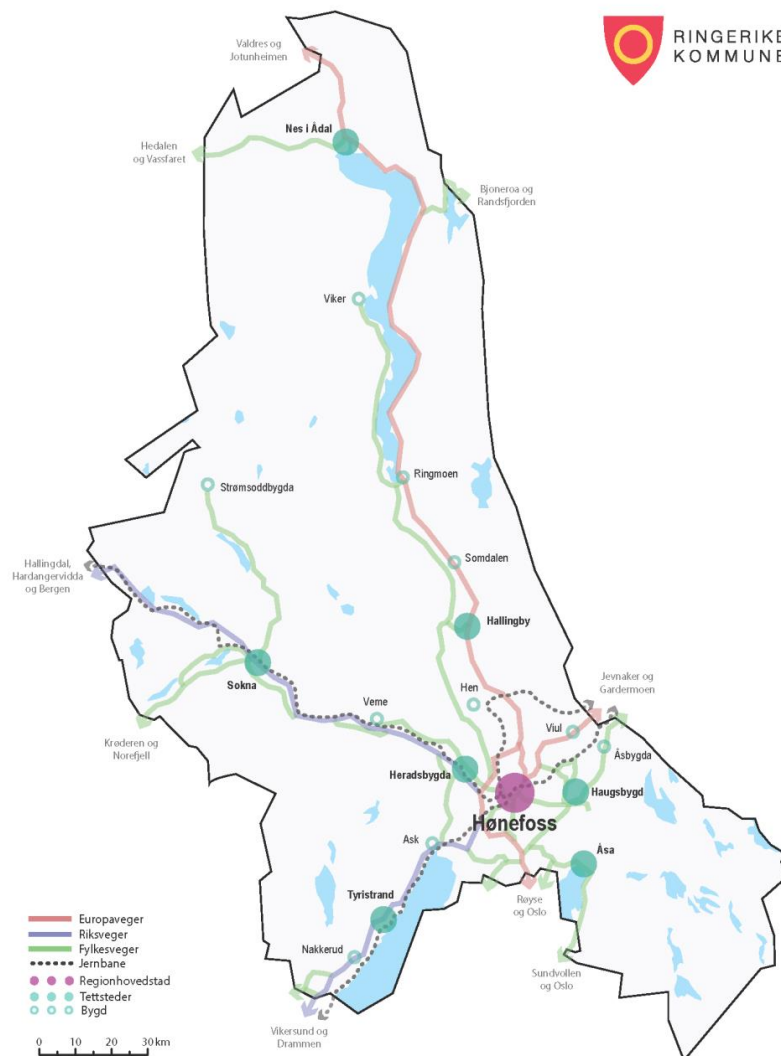 RINGERIKE
KOMMUNE
Valdres og
Jotunheimen
Nes i Ådal
Hedalen
og Vassfaret
Bjoneroa og
Randsfjorden
Viker
Ringmoen
Strømsoddbygda
Somdalen
Hallingdal,
Hardangervidda
og Bergen
Hallingby
Sokna
Hen
Jevnaker og
Gardermoen
Veme
Viul
Åsbygda
Krøderen og
Norefjell
Heradsbygda
Haugsbygd
Hønefoss
Ask
Åsa
Røyse
og Oslo
Tyristrand
Nakkerud
Sundvollen
og Oslo
Vikersund og
Drammen
Europaveger
Riksveger
Fylkesveger
Jernbane
Regionhovedstad
Tettsteder
Bygd
0 10 20 30 km